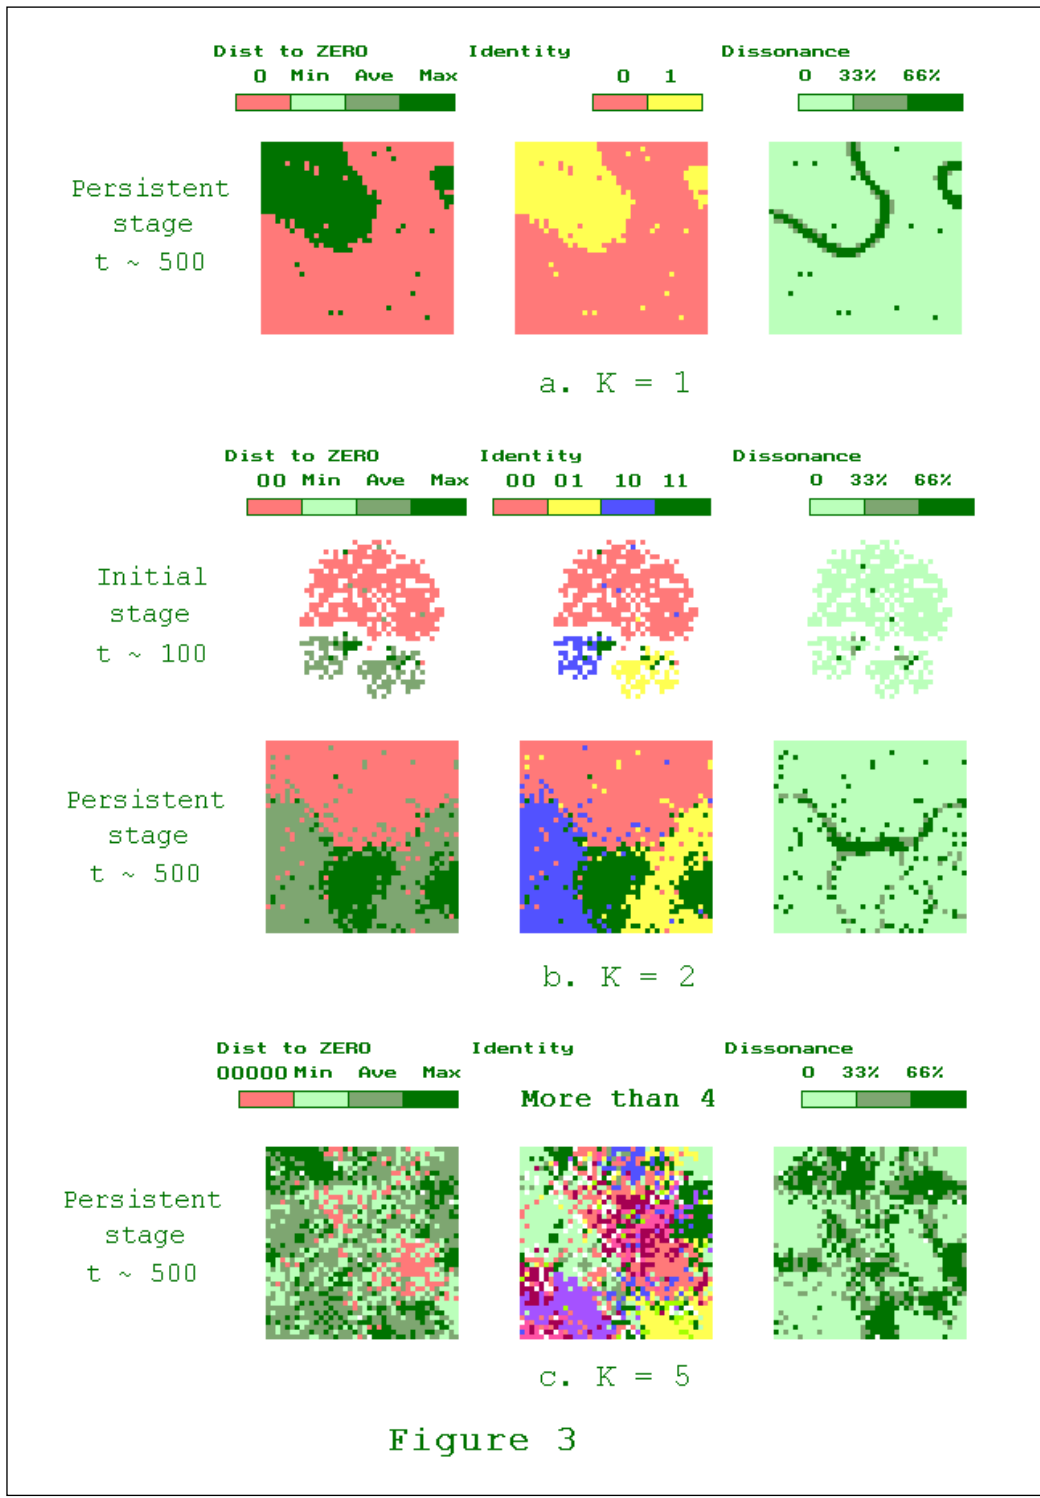 Dist to ZERO Identity Dissonance
0 Min Ave Max 0 1 0 33% 66%
Persistent
stage
t ~ 500
a. K = 1
Dist to ZERO Identity Dissonance
00 Min Ave Max 00 01 10 11 0 33% 66%
Initial
stage
t ~ 100
Persistent
stage
t ~ 500
b. K = 2
Dist to ZERO Identity Dissonance
00000 Min Ave Max 0 33% 66%
More than 4
Persistent
stage
t ~ 500
c. K = 5
Figure 3